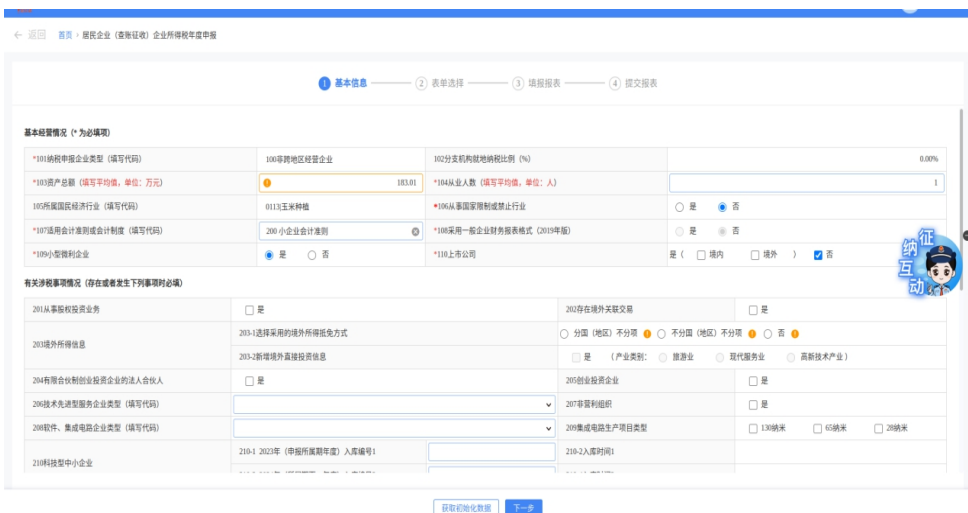 ← 返回 首页 › 居民企业（查账征收）企业所得税年度申报
1 基本信息 2 表单选择 3 填报报表 4 提交报表
基本经营情况（* 为必填项）
*101纳税申报企业类型（填写代码） 100非跨地区经营企业 102分支机构就地纳税比例（%） 0.00%
*103资产总额（填写平均值，单位：万元） 183.01 *104从业人数（填写平均值，单位：人） 1
105所属国民经济行业（填写代码） 0113|玉米种植 *106从事国家限制或禁止行业 是 否
*107适用会计准则或会计制度（填写代码） 200 小企业会计准则 *108采用一般企业财务报表格式（2019年版） 是 否
*109小型微利企业 是 否 *110上市公司 是（ 境内 境外 ） 否
征纳互动
有关涉税事项情况（存在或者发生下列事项时必填）
201从事股权投资业务 是 202存在境外关联交易 是
203境外所得信息 203-1选择采用的境外所得抵免方式 分国（地区）不分项 不分国（地区）不分项 否
203-2新增境外直接投资信息 是 （产业类别： 旅游业 现代服务业 高新技术产业）
204有限合伙制创业投资企业的法人合伙人 是 205创业投资企业 是
206技术先进型服务企业类型（填写代码） 207非营利组织 是
208软件、集成电路企业类型（填写代码） 209集成电路生产项目类型 130纳米 65纳米 28纳米
210科技型中小企业 210-1 2023年（申报所属期年度）入库编号1 210-2入库时间1
获取初始化数据 下一步